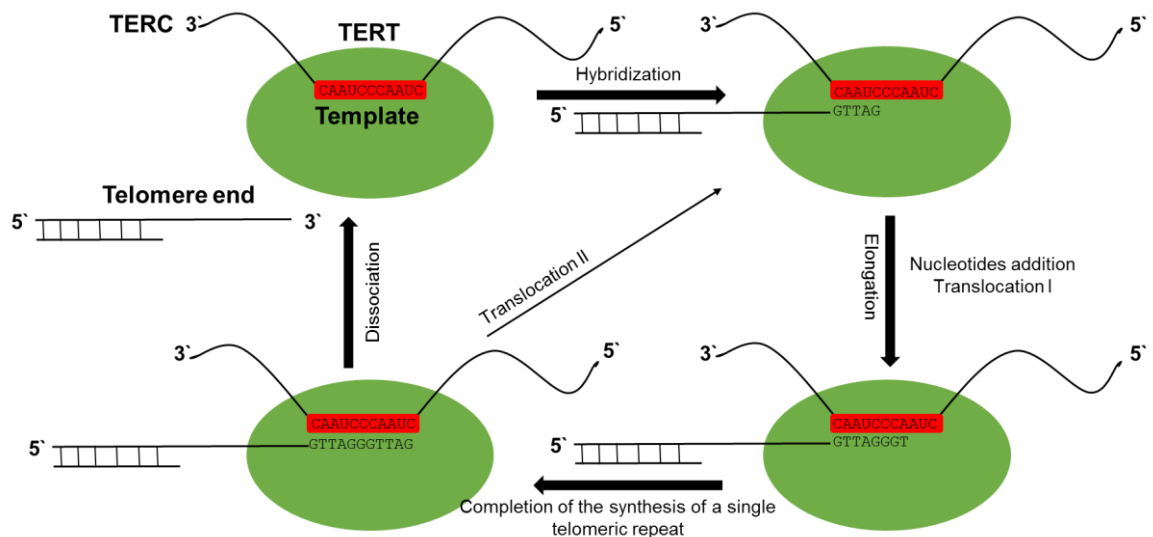 TERC 3` TERT 5`
CAAUCCCAAUC
Template
Hybridization
3` 5`
CAAUCCCAAUC
5` GTTAG
Telomere end
5` 3`
Dissociation
Translocation II
Elongation
Nucleotides addition
Translocation I
3` 5`
CAAUCCCAAUC
5` GTTAGGGTTAG
3` 5`
CAAUCCCAAUC
5` GTTAGGGT
Completion of the synthesis of a single
telomeric repeat